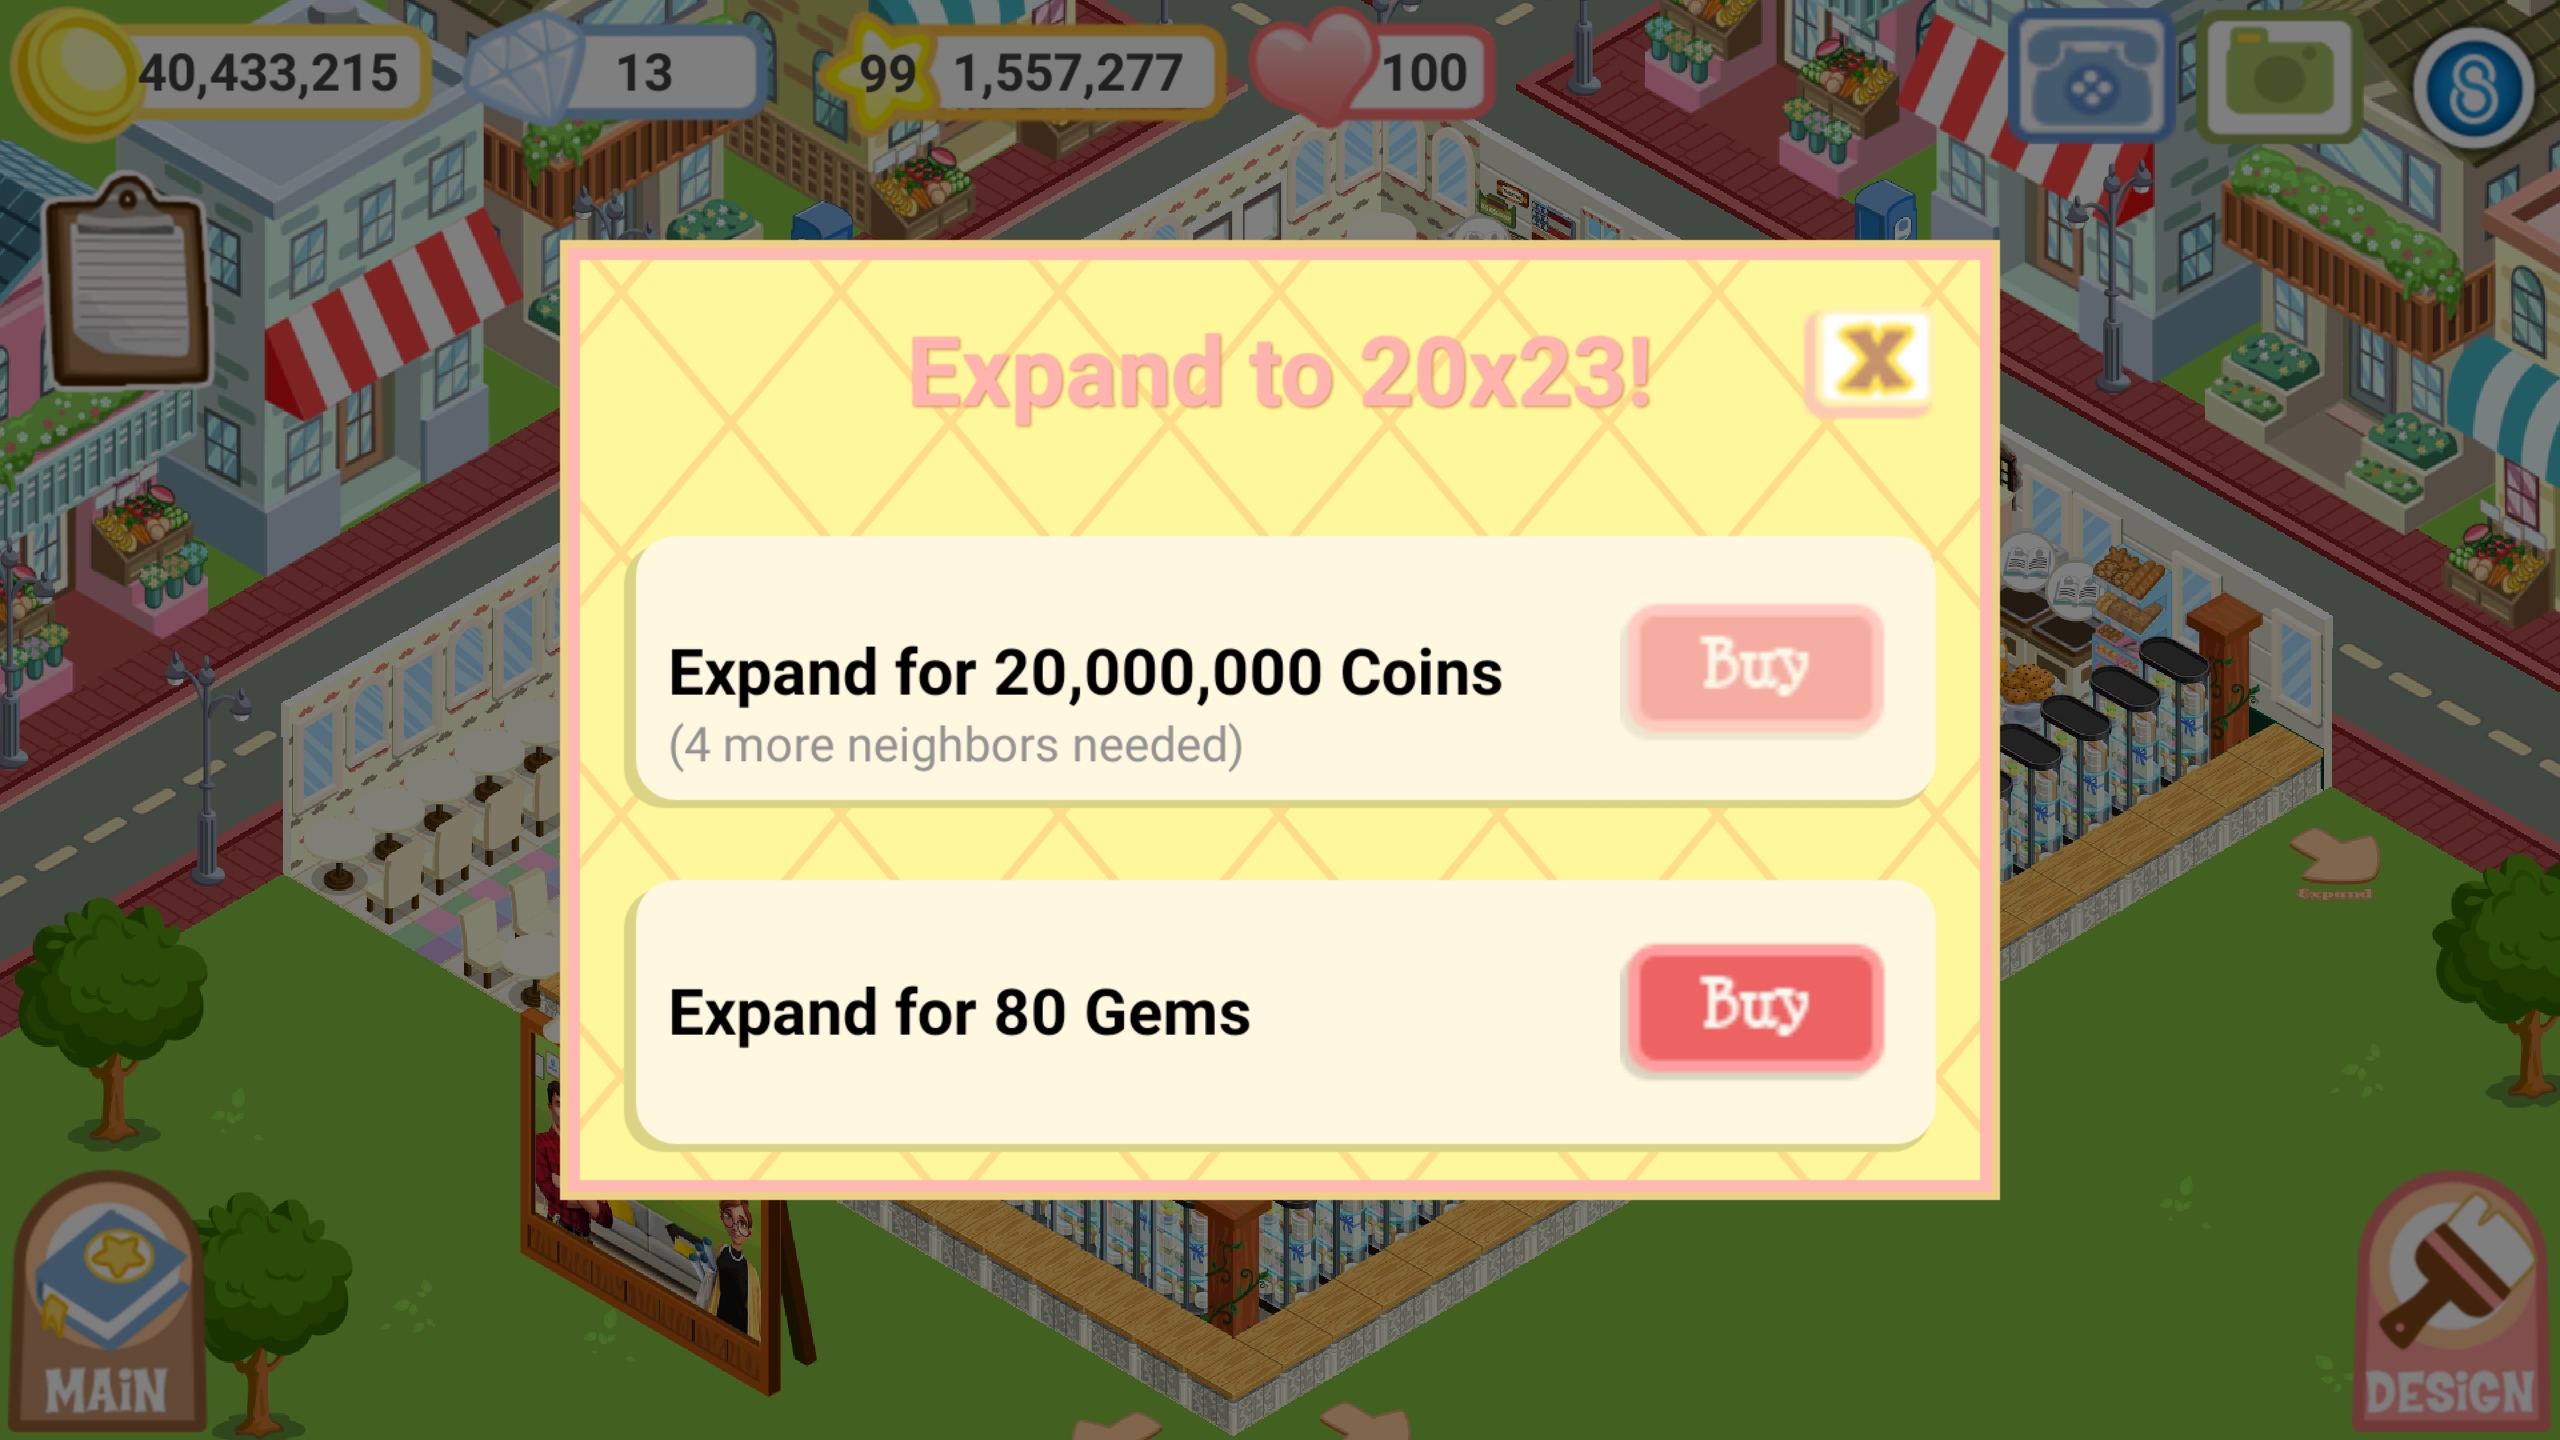 40,433,215
13
99
1,557,277
100
Expand to 20x23!
X
Expand for 20,000,000 Coins
(4 more neighbors needed)
Buy
Expand for 80 Gems
Buy
Expand
MAiN
DESiGN